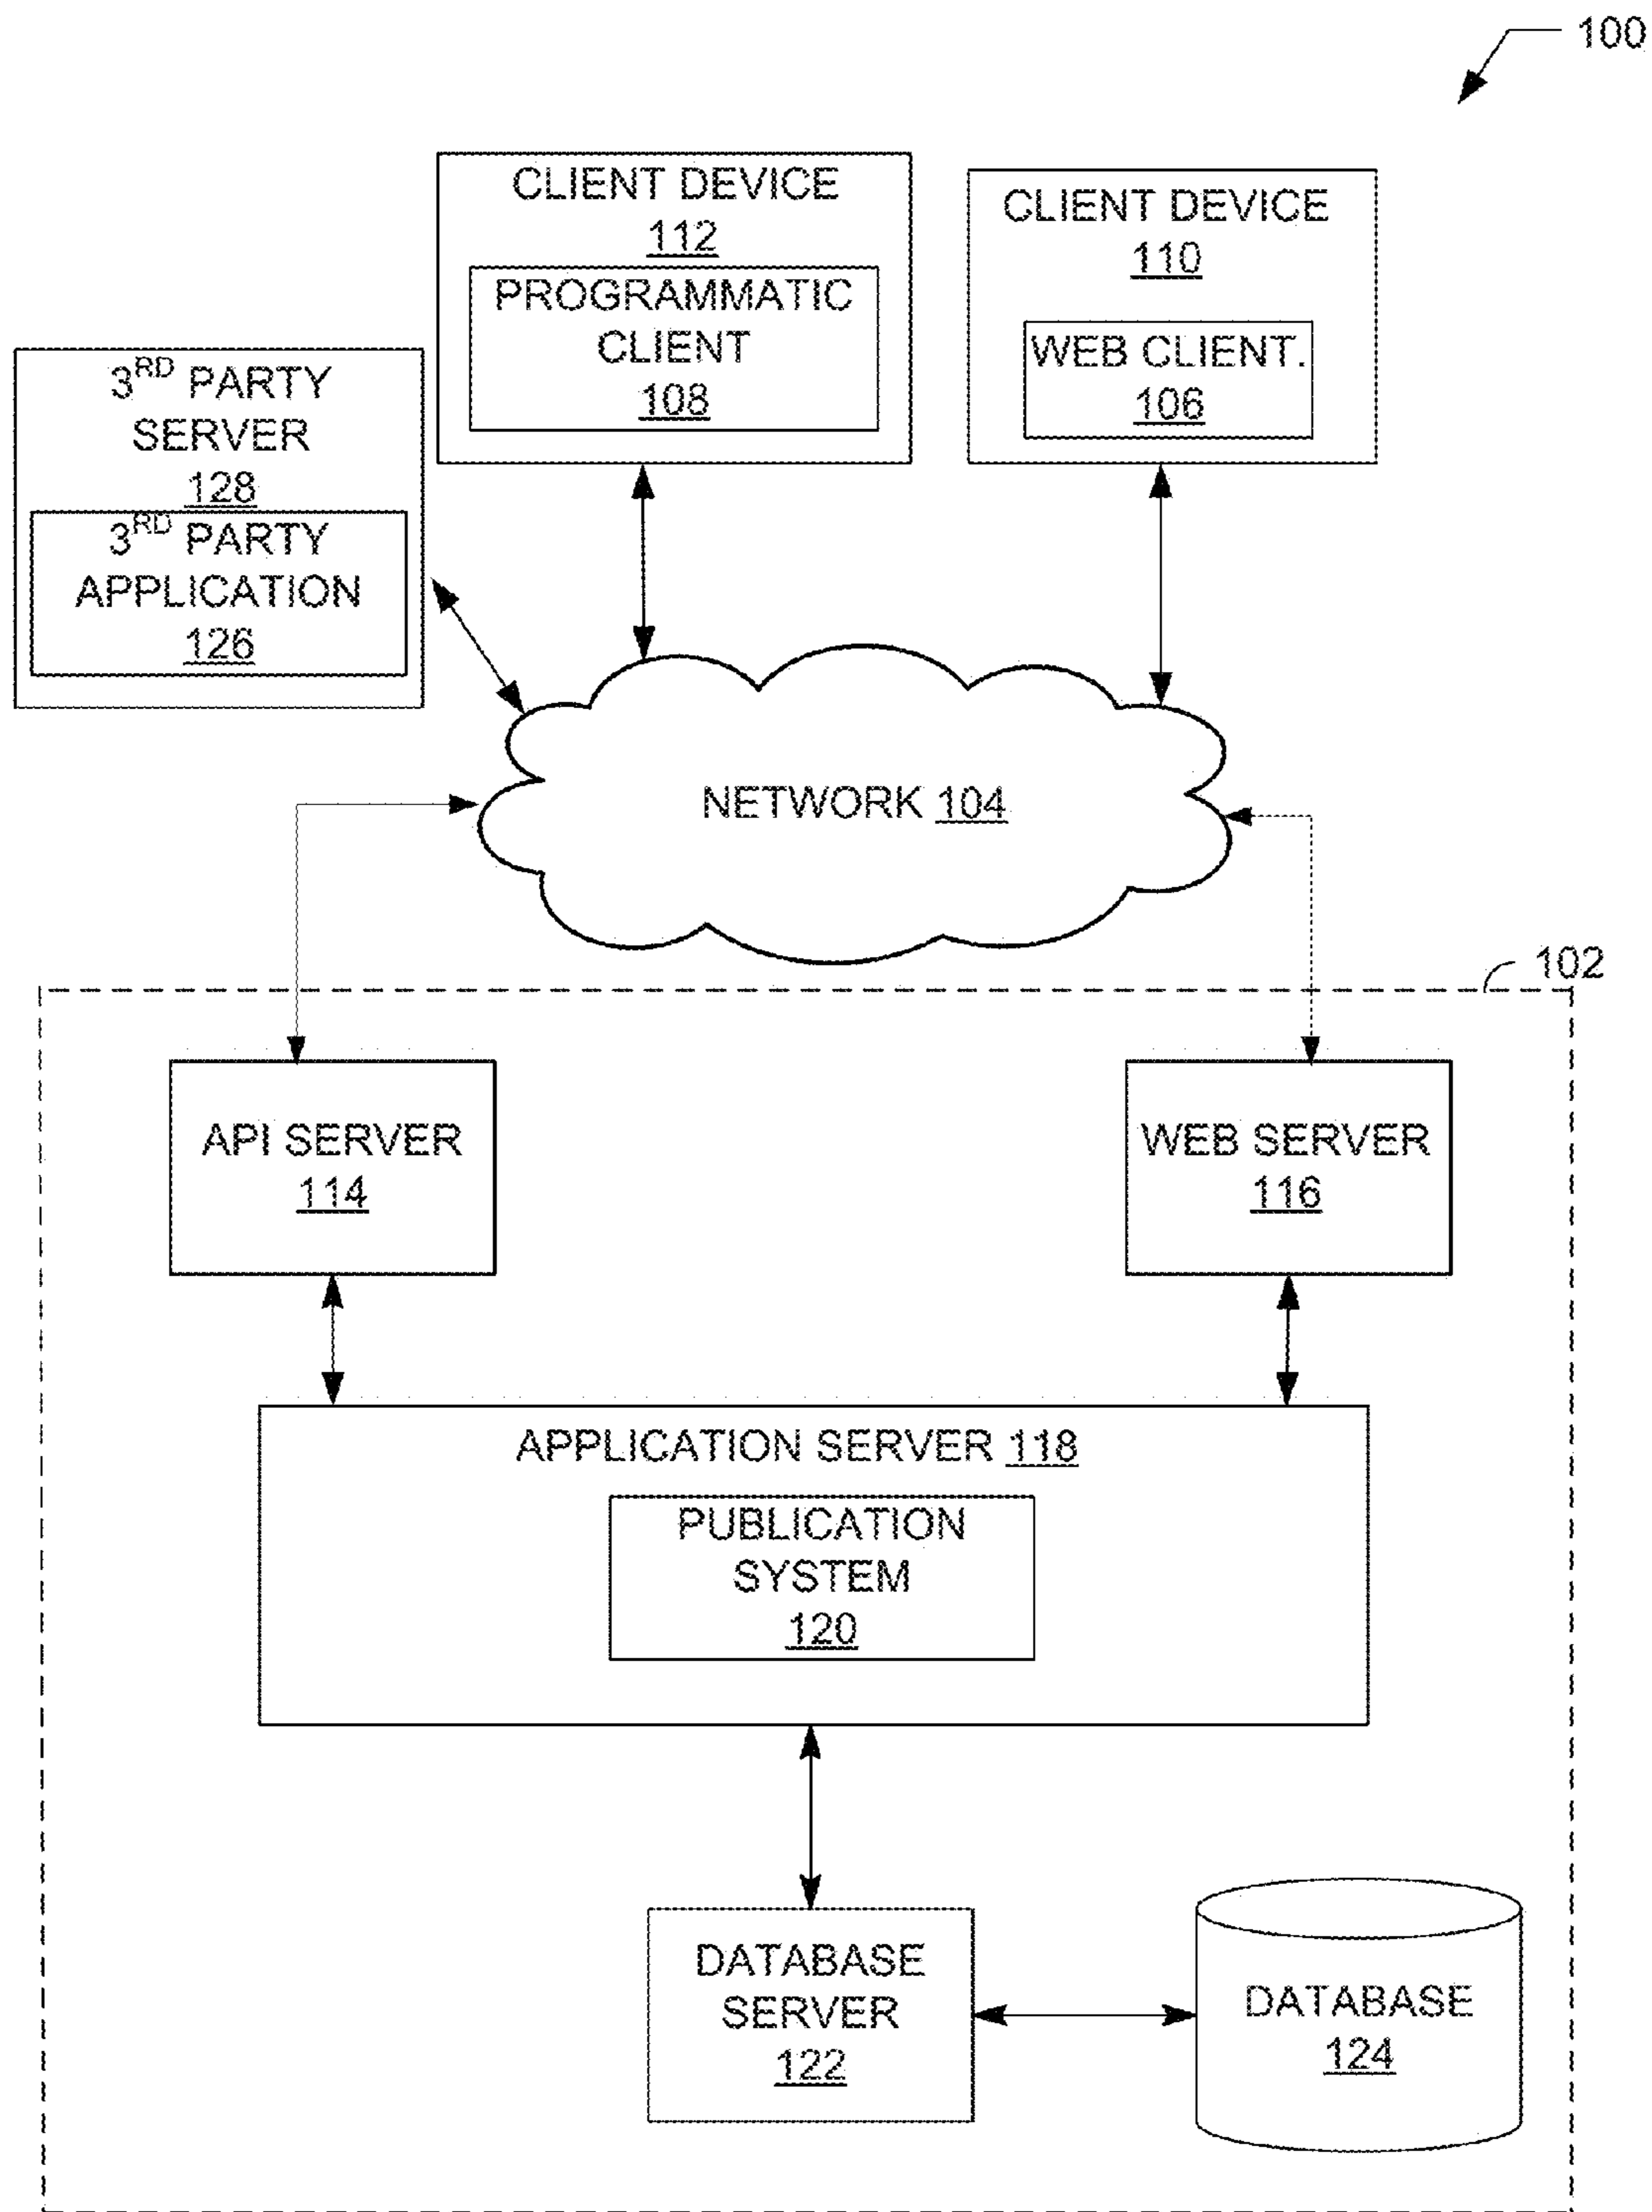 100
CLIENT DEVICE
112
PROGRAMMATIC
CLIENT
108
CLIENT DEVICE
110
WEB CLIENT.
106
3RD PARTY
SERVER
128
3RD PARTY
APPLICATION
126
NETWORK 104
102
API SERVER
114
WEB SERVER
116
APPLICATION SERVER 118
PUBLICATION
SYSTEM
120
DATABASE
SERVER
122
DATABASE
124